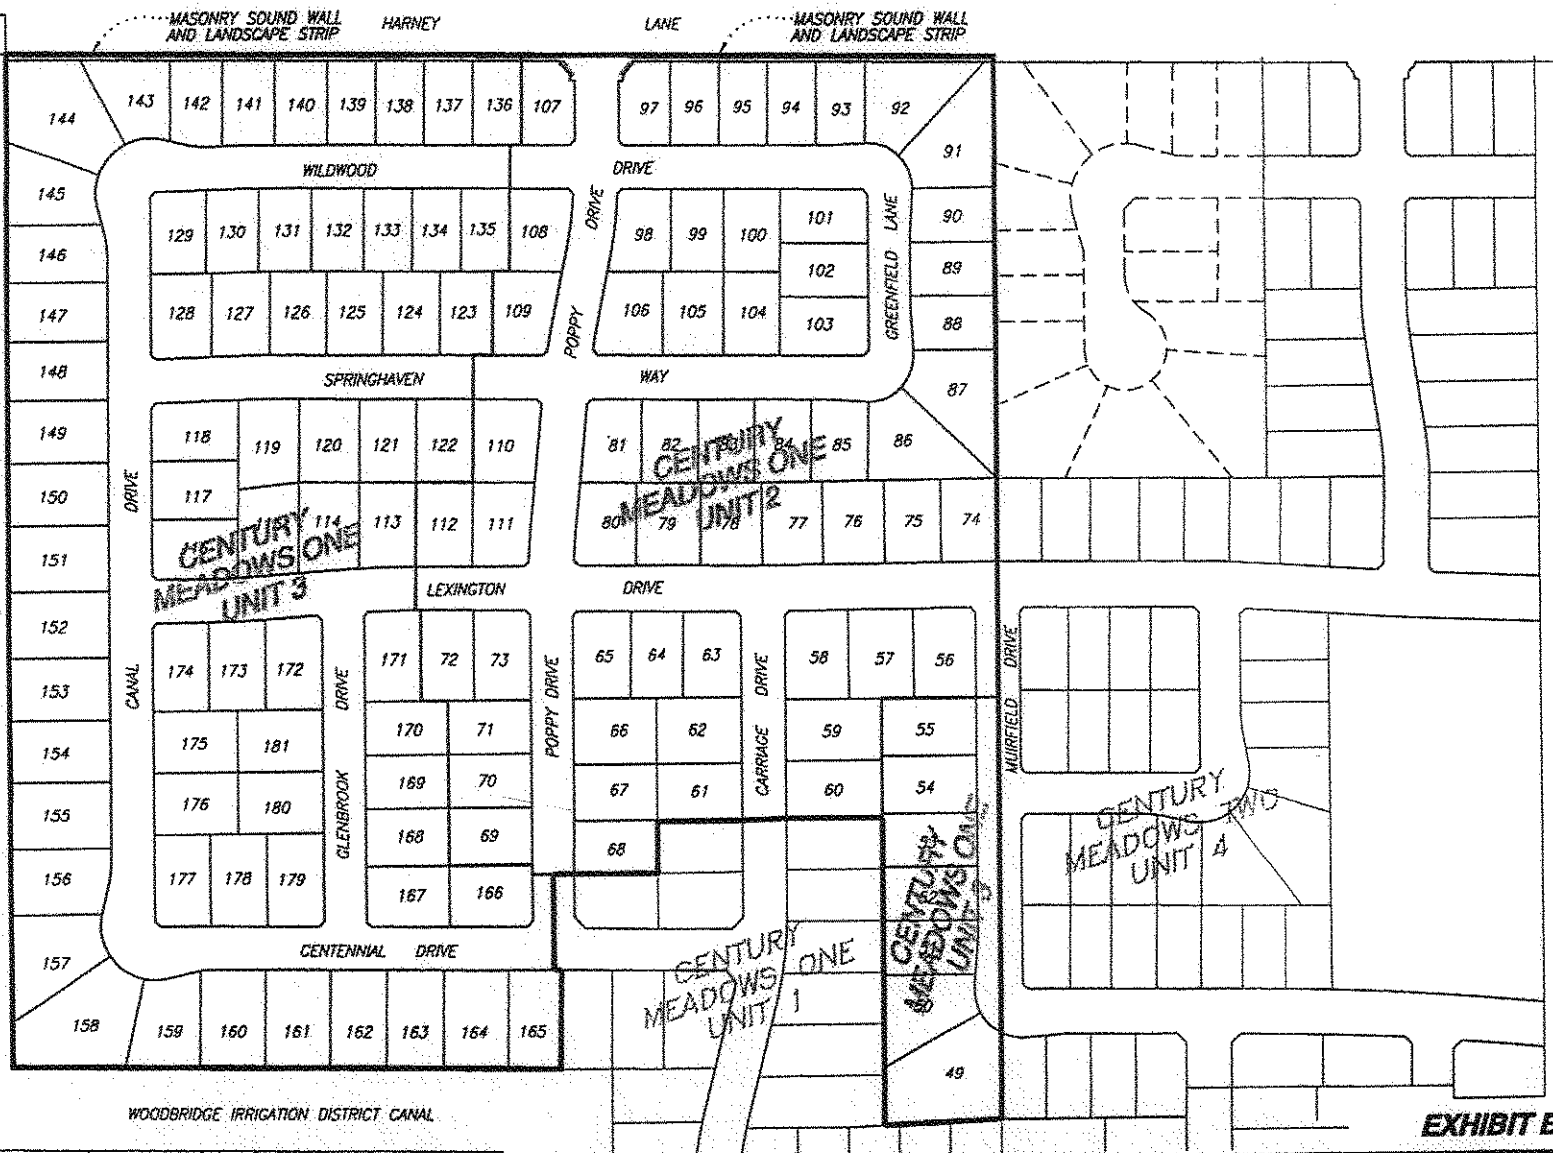 MASONRY SOUND WALL
AND LANDSCAPE STRIP
HARNEY LANE
MASONRY SOUND WALL
AND LANDSCAPE STRIP
144 143 142 141 140 139 138 137 136 107 97 96 95 94 93 92
91
WILDWOOD DRIVE
145
129 130 131 132 133 134 135 108 DRIVE 98 99 100 101 GREENFIELD LANE 90
146
102 89
147 128 127 126 125 124 123 109 POPPY 106 105 104 103 88
148 SPRINGHAVEN WAY 87
149 118 119 120 121 122 110 81 82 83 84 85 86
CENTURY
MEADOWS ONE
UNIT 2
150 DRIVE 117 114 113 112 111 80 79 78 77 76 75 74
CENTURY
MEADOWS ONE
UNIT 3
151
LEXINGTON DRIVE
152
153 CANAL 174 173 172 DRIVE 171 72 73 POPPY DRIVE 65 64 63 DRIVE 58 57 56 MUIRFIELD DRIVE
154 175 181 170 71 66 62 CARRIAGE 59 55
155 176 180 GLENBROOK 169 70 67 61 60 54
CENTURY
MEADOWS TWO
UNIT 4
168 69 68
156 177 178 179 167 166
CENTURY
MEADOWS ONE
UNIT 3
157 CENTENNIAL DRIVE
CENTURY
MEADOWS ONE
UNIT 1
158 159 160 161 162 163 164 165
50
49
WOODBRIDGE IRRIGATION DISTRICT CANAL
EXHIBIT B